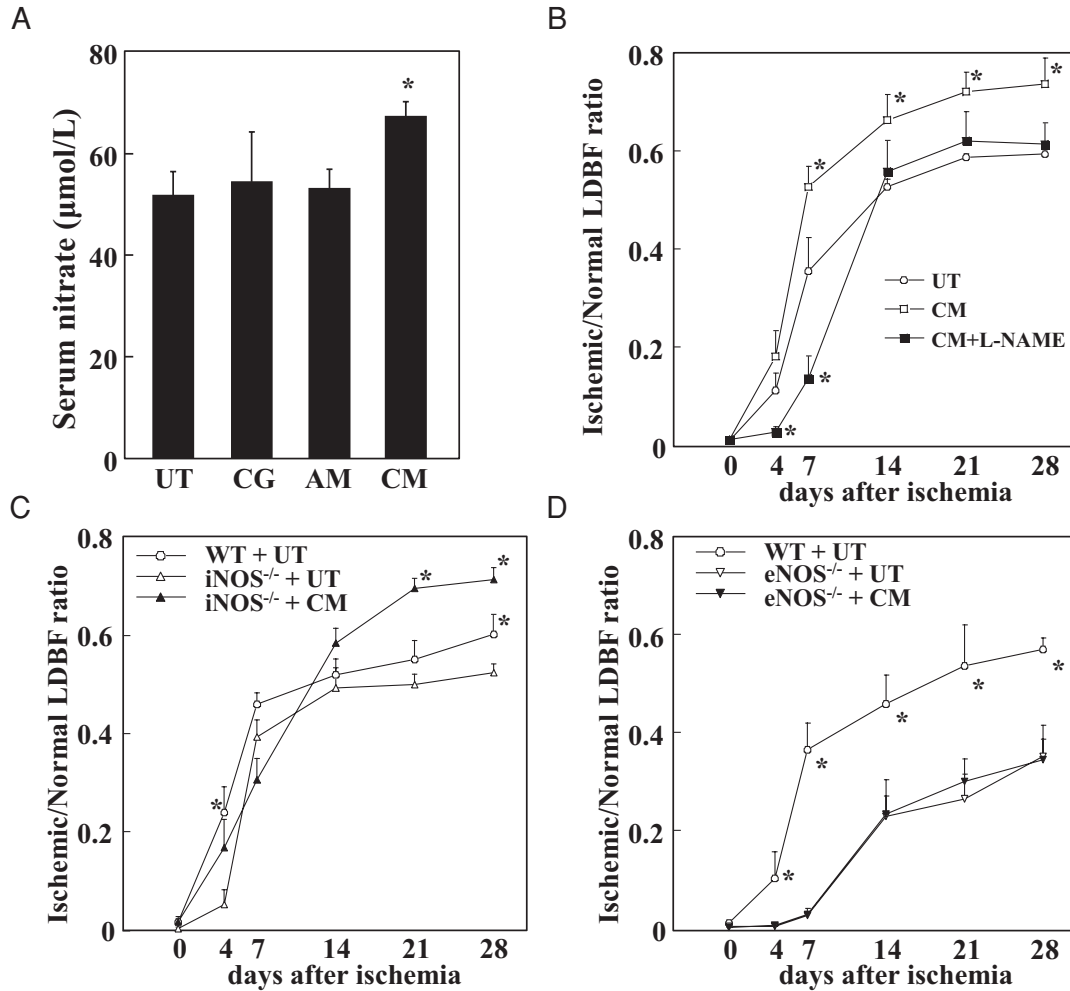 A
Serum nitrate (μmol/L)
80
60
40
20
0
*
UT CG AM CM
B
Ischemic/Normal LDBF ratio
0.8
0.6
0.4
0.2
0
* * * *
*
*
UT
CM
CM+L-NAME
0 4 7 14 21 28
days after ischemia
C
Ischemic/Normal LDBF ratio
0.8
0.6
0.4
0.2
0
WT + UT
iNOS-/- + UT
iNOS-/- + CM
* *
*
*
0 4 7 14 21 28
days after ischemia
D
Ischemic/Normal LDBF ratio
0.8
0.6
0.4
0.2
0
WT + UT
eNOS-/- + UT
eNOS-/- + CM
* * * * *
0 4 7 14 21 28
days after ischemia